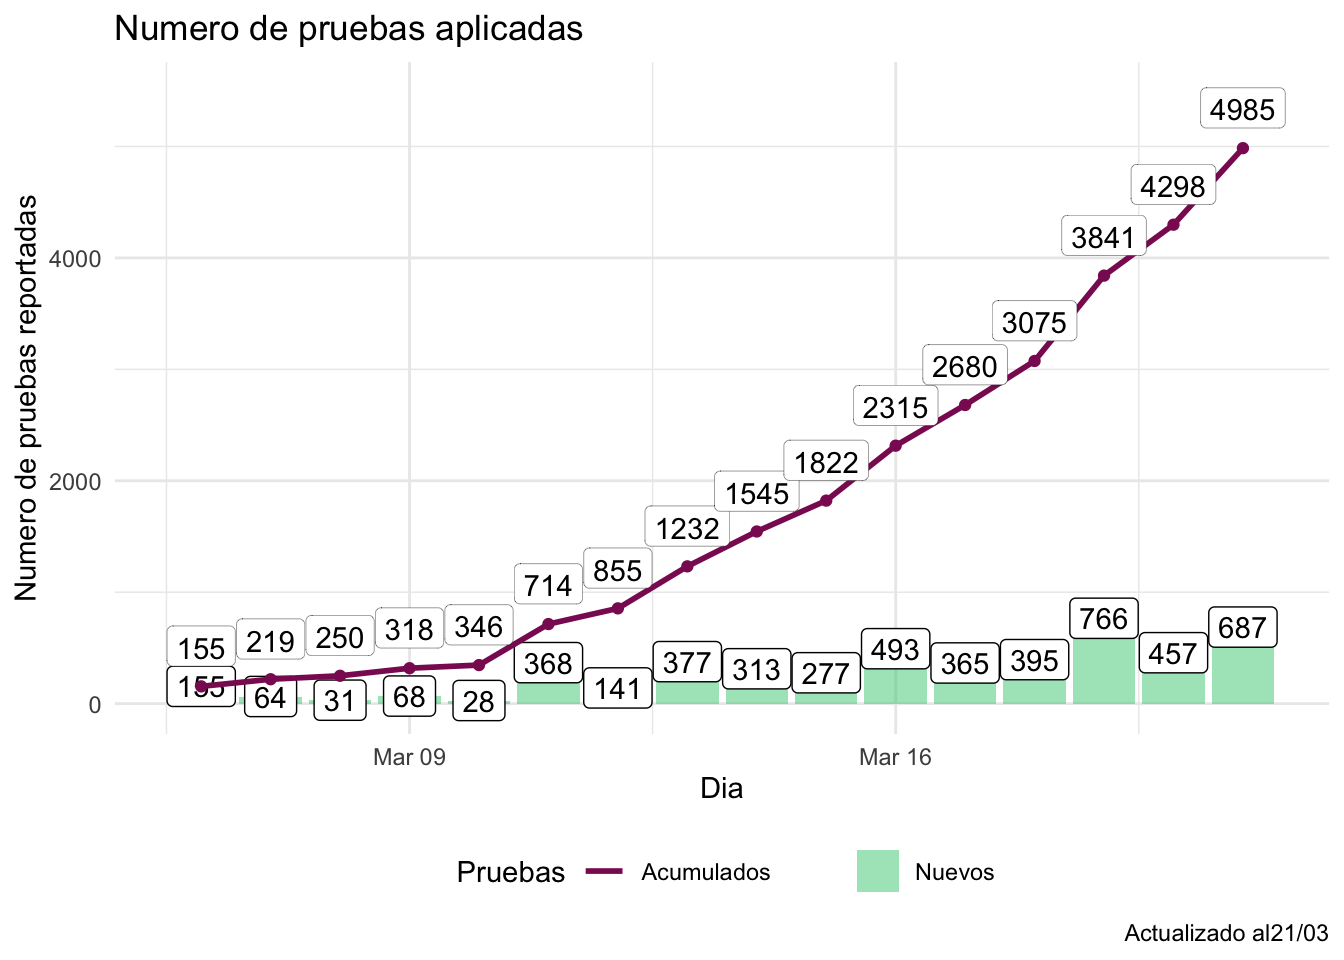 Numero de pruebas aplicadas
Numero de pruebas reportadas
4000
2000
0
4985
4298
3841
3075
2680
2315
1822
1545
1232
855
714
155 219 250 318 346
155 64 31 68 28 368 141 377 313 277 493 365 395 766 457 687
Mar 09 Mar 16
Dia
Pruebas Acumulados Nuevos
Actualizado al21/03